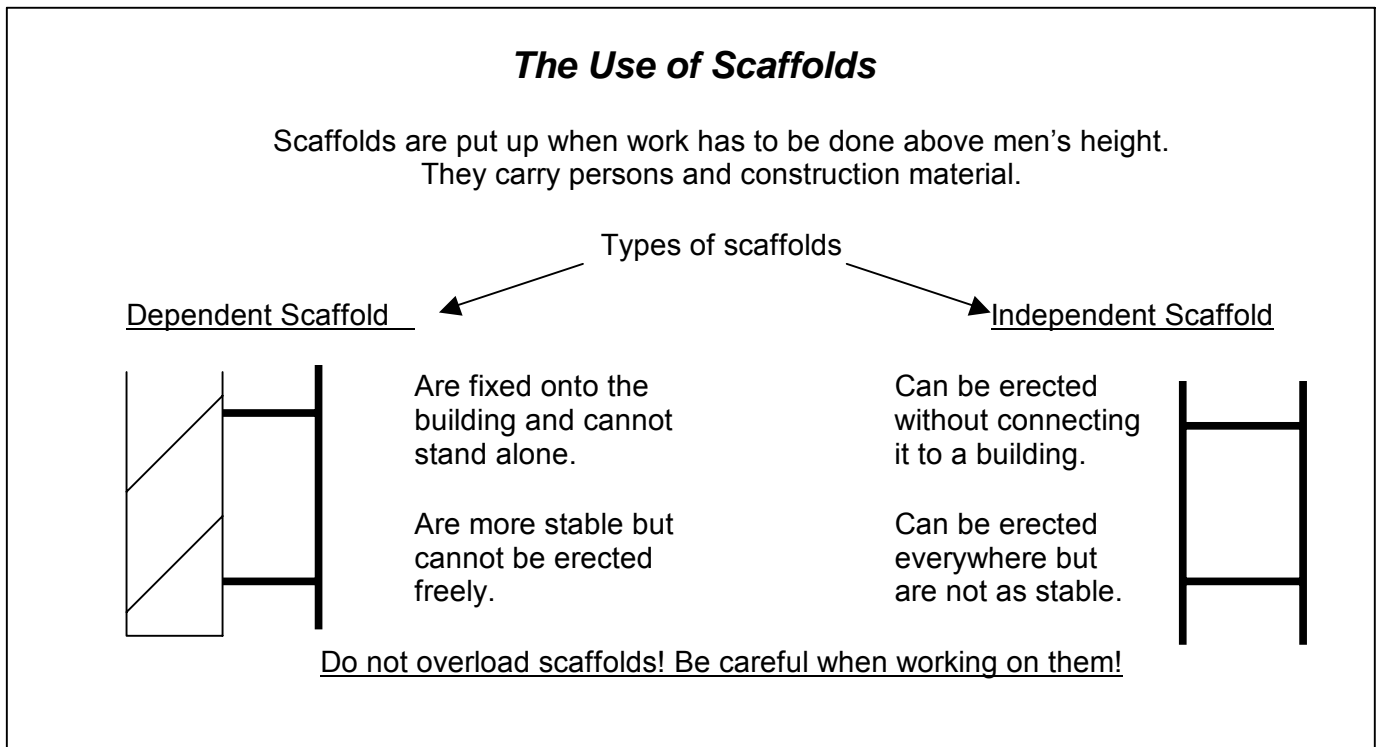 The Use of Scaffolds
Scaffolds are put up when work has to be done above men’s height.
They carry persons and construction material.
Types of scaffolds
Dependent Scaffold
Are fixed onto the
building and cannot
stand alone.
Are more stable but
cannot be erected
freely.
Independent Scaffold
Can be erected
without connecting
it to a building.
Can be erected
everywhere but
are not as stable.
Do not overload scaffolds! Be careful when working on them!